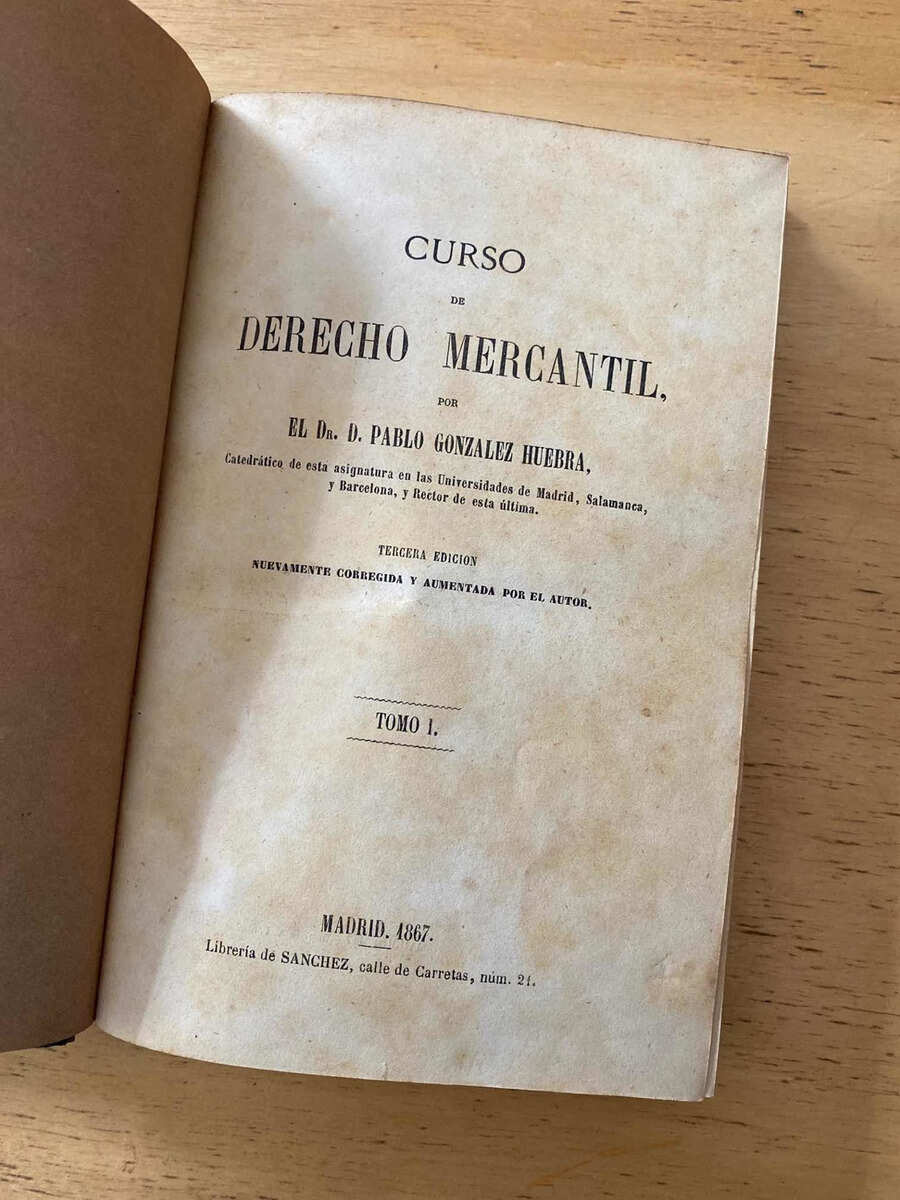 CURSO
DE
DERECHO MERCANTIL,
POR
EL DR. D. PABLO GONZALEZ HUEBRA,
Catedrático de esta asignatura en las Universidades de Madrid, Salamanca,
y Barcelona, y Rector de esta última.
TERCERA EDICION
NUEVAMENTE CORREGIDA Y AUMENTADA POR EL AUTOR.
TOMO I.
MADRID. 1867.
Librería de SANCHEZ, calle de Carretas, núm. 21.